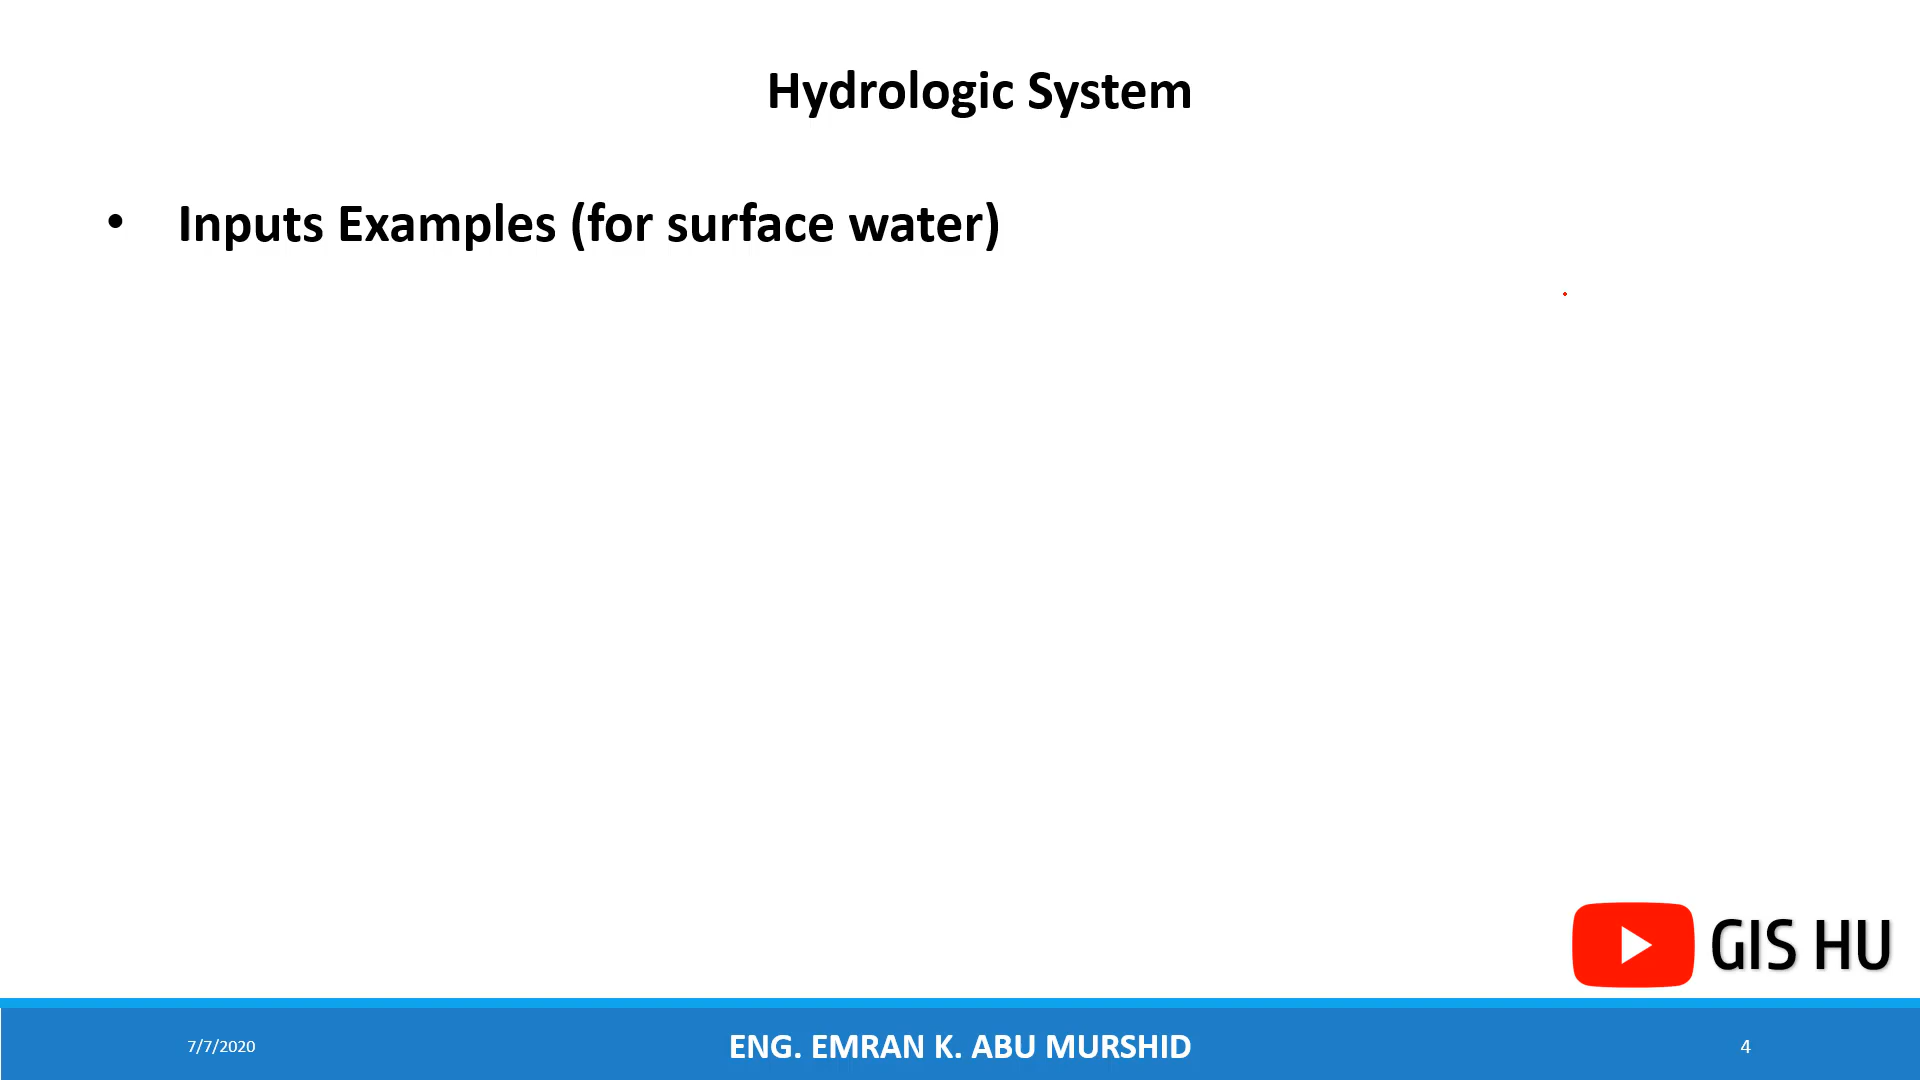 Hydrologic System
• Inputs Examples (for surface water)
GIS HU
7/7/2020
ENG. EMRAN K. ABU MURSHID
4